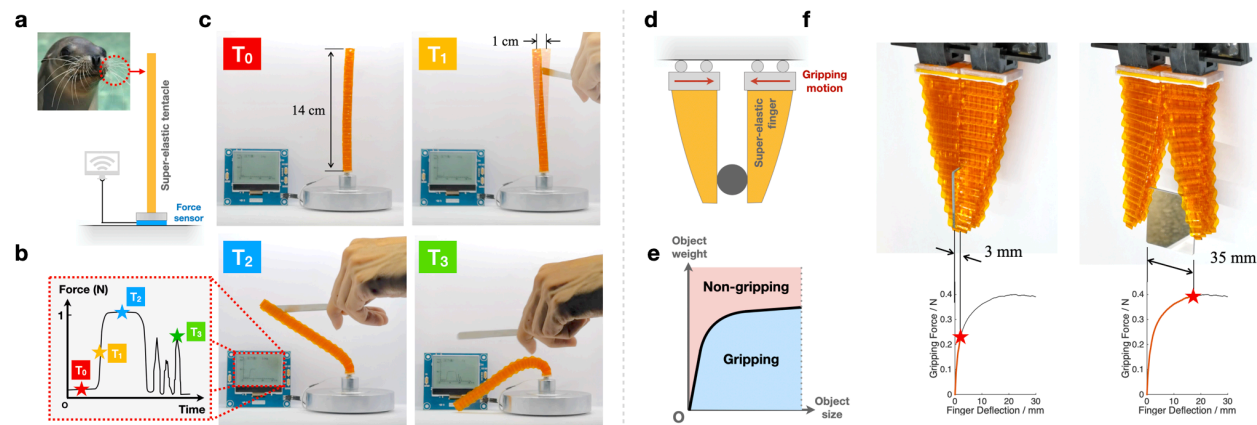 a
Super-elastic tentacle
Force
sensor
b
Force (N)
1
T₀
T₁
T₂
T₃
O
Time
c
T₀
14 cm
T₁
1 cm
T₂
T₃
d
Gripping
motion
Super-elastic
finger
e
Object
weight
Non-gripping
Gripping
O
Object
size
f
3 mm
35 mm
Gripping Force / N
0.4
0.3
0.2
0.1
0
0
10
20
30
Finger Deflection / mm
Gripping Force / N
0.4
0.3
0.2
0.1
0
0
10
20
30
Finger Deflection / mm